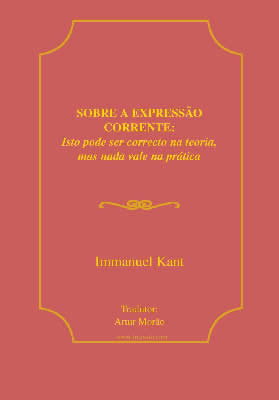 SOBRE A EXPRESSÃO
CORRENTE:
Isto pode ser correcto na teoria,
mas nada vale na prática
Immanuel Kant
Tradutor:
Artur Morão